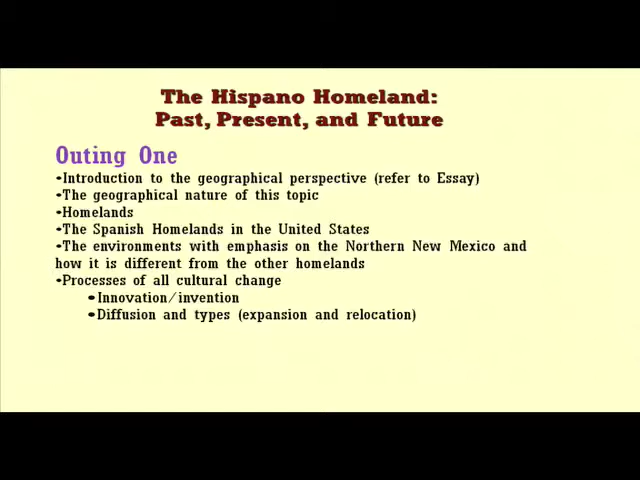 The Hispano Homeland:
Past, Present, and Future
Outing One
•Introduction to the geographical perspective (refer to Essay)
•The geographical nature of this topic
•Homelands
•The Spanish Homelands in the United States
•The environments with emphasis on the Northern New Mexico and
how it is different from the other homelands
•Processes of all cultural change
•Innovation/invention
•Diffusion and types (expansion and relocation)